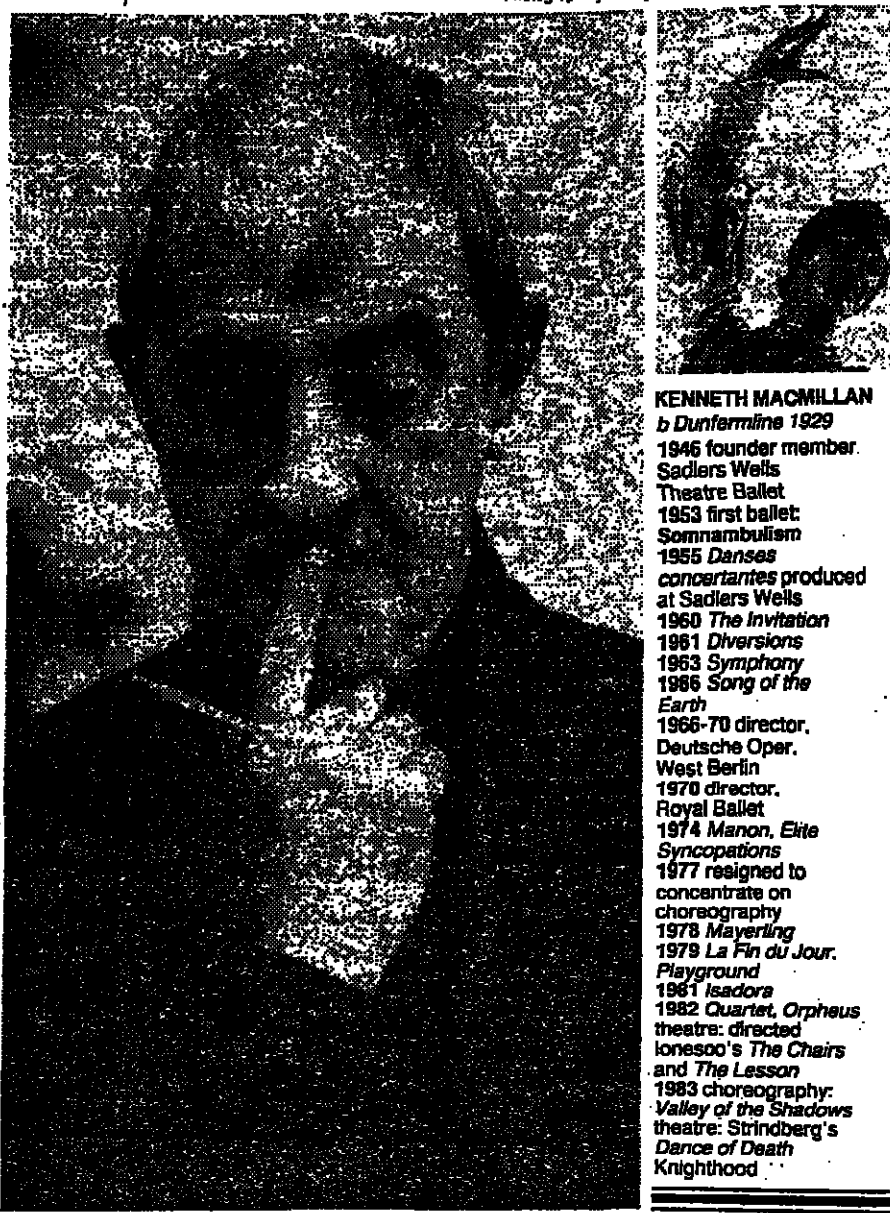 KENNETH MACMILLAN
b Dunfermline 1929
1946 founder member.
Sadlers Wells
Theatre Ballet
1953 first ballet:
Somnambulism
1955 Danses
concertantes produced
at Sadlers Wells
1960 The Invitation
1961 Diversions
1963 Symphony
1966 Song of the
Earth
1966-70 director,
Deutsche Oper,
West Berlin
1970 director,
Royal Ballet
1974 Manon, Elite
Syncopations
1977 resigned to
concentrate on
choreography
1978 Mayerling
1979 La Fin du Jour,
Playground
1981 Isadora
1982 Quartet, Orpheus
theatre: directed
Ionesco's The Chairs
and The Lesson
1983 choreography:
Valley of the Shadows
theatre: Strindberg's
Dance of Death
Knighthood